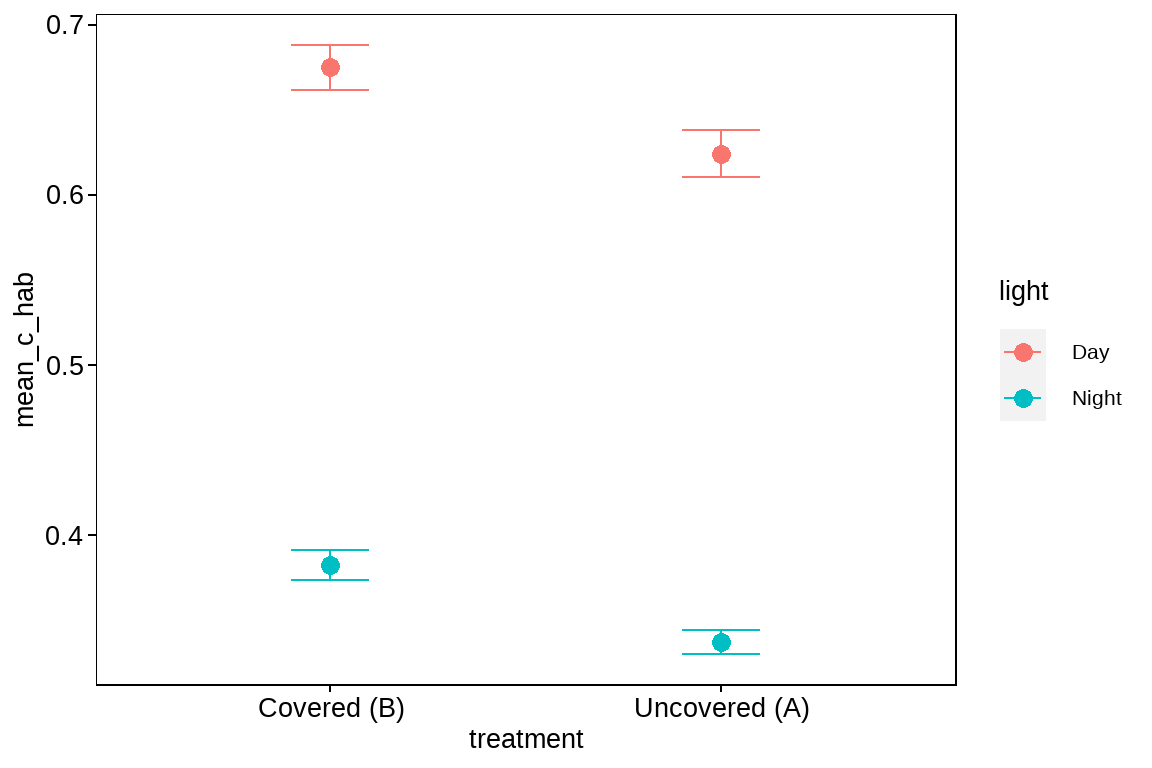 0.7
0.6
0.5
0.4
mean_c_hab
Covered (B)
Uncovered (A)
treatment
light
Day
Night